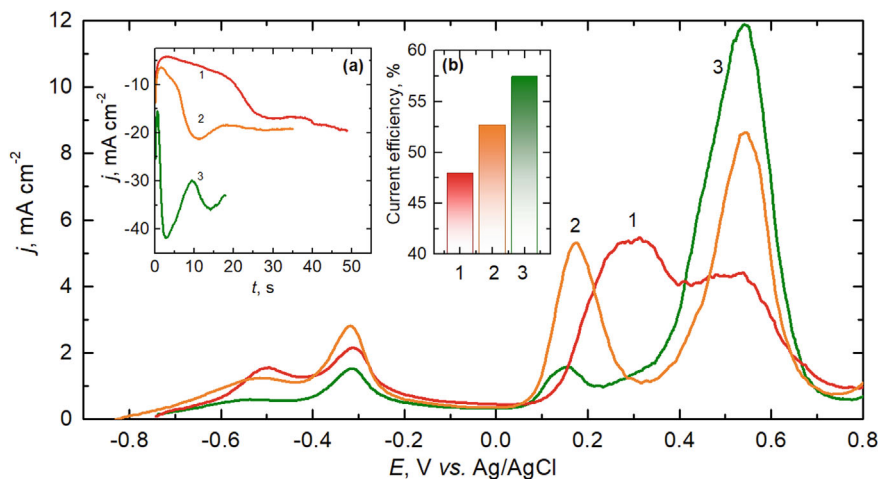 12
10
8
6
4
2
0
j, mA cm-2
-0.8 -0.6 -0.4 -0.2 0.0 0.2 0.4 0.6 0.8
E, V vs. Ag/AgCl
1
2
3
(a)
-10
-20
-30
-40
j, mA cm-2
0 10 20 30 40 50
t, s
1
2
3
(b)
60
55
50
45
40
Current efficiency, %
1 2 3